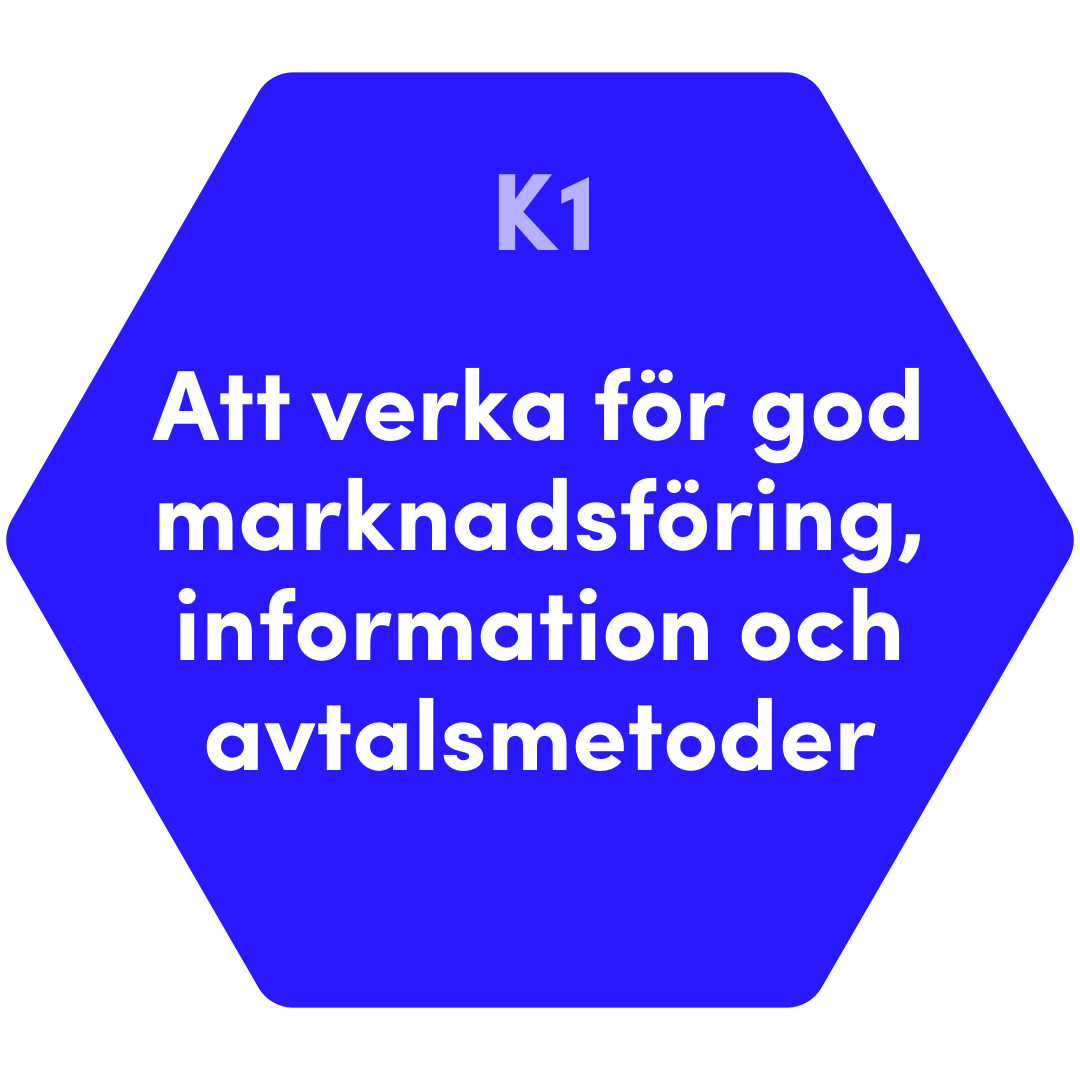 K1
Att verka för god
marknadsföring,
information och
avtalsmetoder